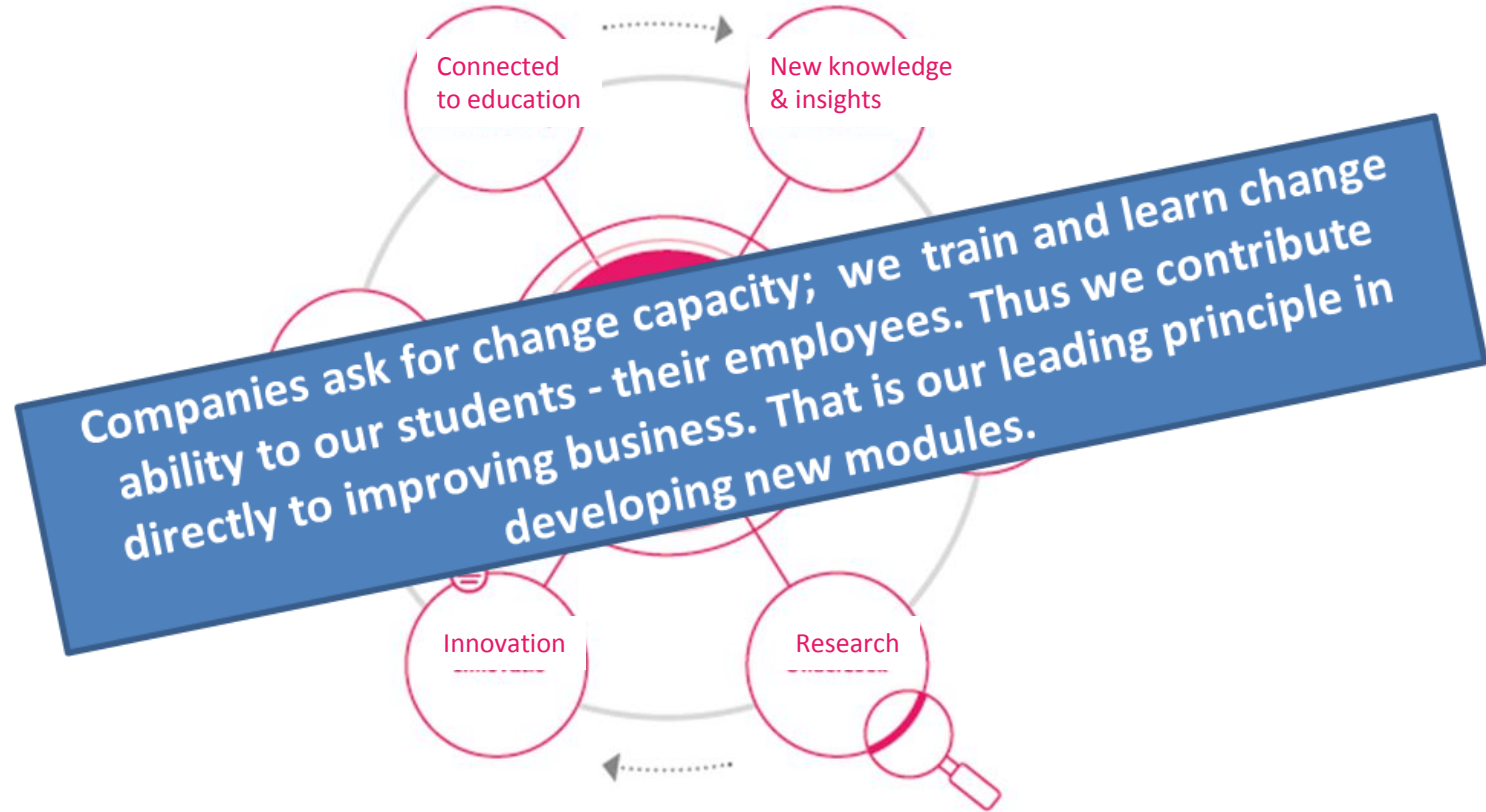 Connected
to education
New knowledge
& insights
Companies ask for change capacity; we train and learn change
ability to our students - their employees. Thus we contribute
directly to improving business. That is our leading principle in
developing new modules.
Innovation
Research